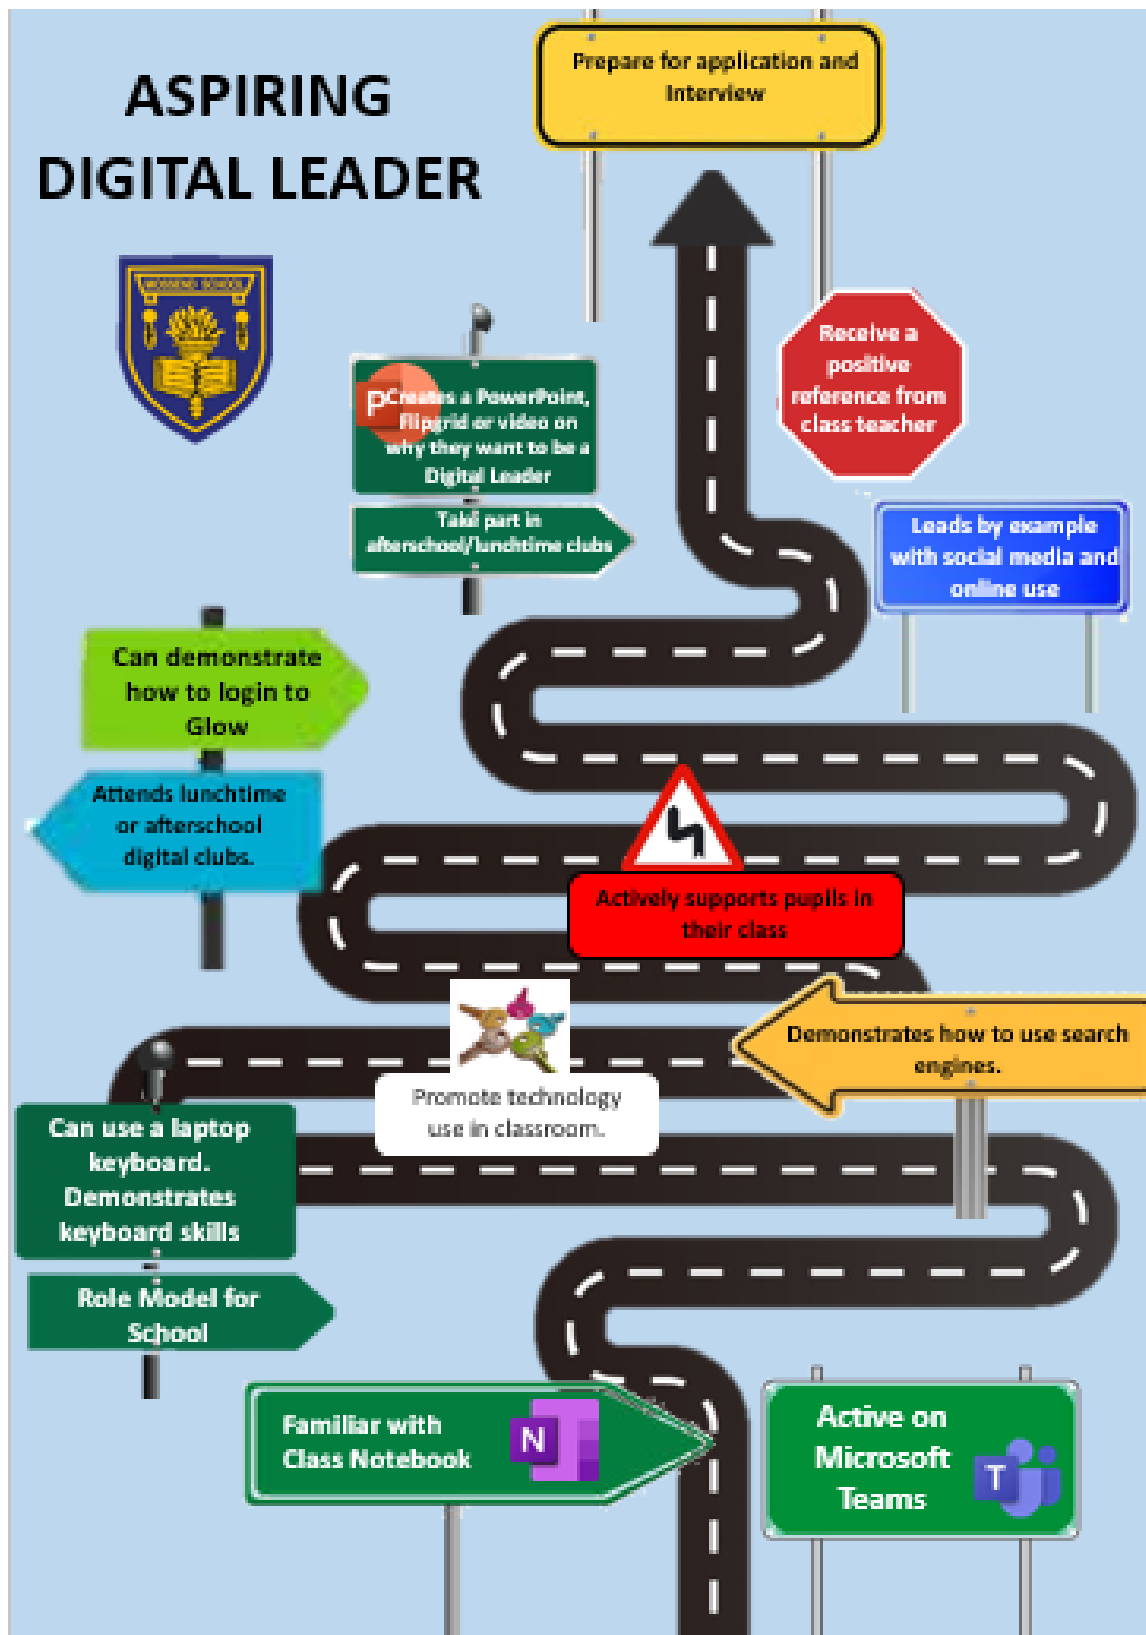 ASPIRING
DIGITAL LEADER
Prepare for application and
Interview
MOSSEND SCHOOL
Receive a
positive
reference from
class teacher
P
Creates a PowerPoint,
Flipgrid or video on
why they want to be a
Digital Leader
Take part in
afterschool/lunchtime clubs
Leads by example
with social media and
online use
Can demonstrate
how to login to
Glow
Attends lunchtime
or afterschool
digital clubs.
Actively supports pupils in
their class
Demonstrates how to use search
engines.
Promote technology
use in classroom.
Can use a laptop
keyboard.
Demonstrates
keyboard skills
Role Model for
School
Familiar with
Class Notebook
N
Active on
Microsoft
Teams
T